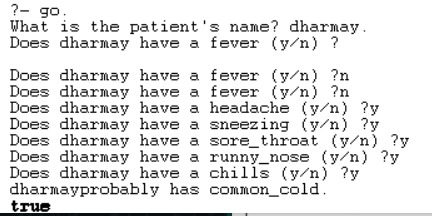 ?- go.
What is the patient's name? dharmay.
Does dharmay have a fever (y/n) ?
Does dharmay have a fever (y/n) ?n
Does dharmay have a fever (y/n) ?n
Does dharmay have a headache (y/n) ?y
Does dharmay have a sneezing (y/n) ?y
Does dharmay have a sore_throat (y/n) ?y
Does dharmay have a runny_nose (y/n) ?y
Does dharmay have a chills (y/n) ?y
dharmayprobably has common_cold.
true